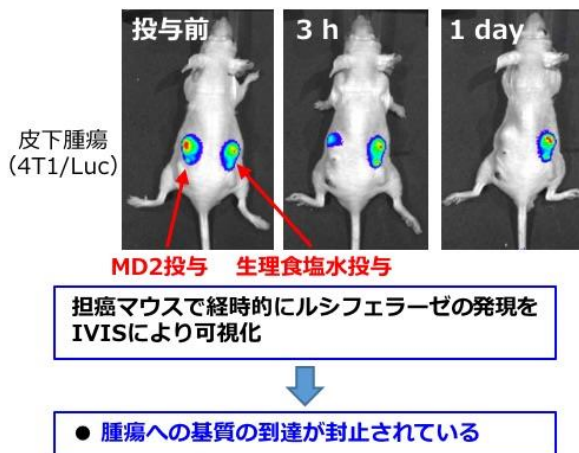 投与前
3 h
1 day
皮下腫瘍
(4T1/Luc)
MD2投与
生理食塩水投与
担癌マウスで経時的にルシフェラーゼの発現を
IVISにより可視化
● 腫瘍への基質の到達が封止されている